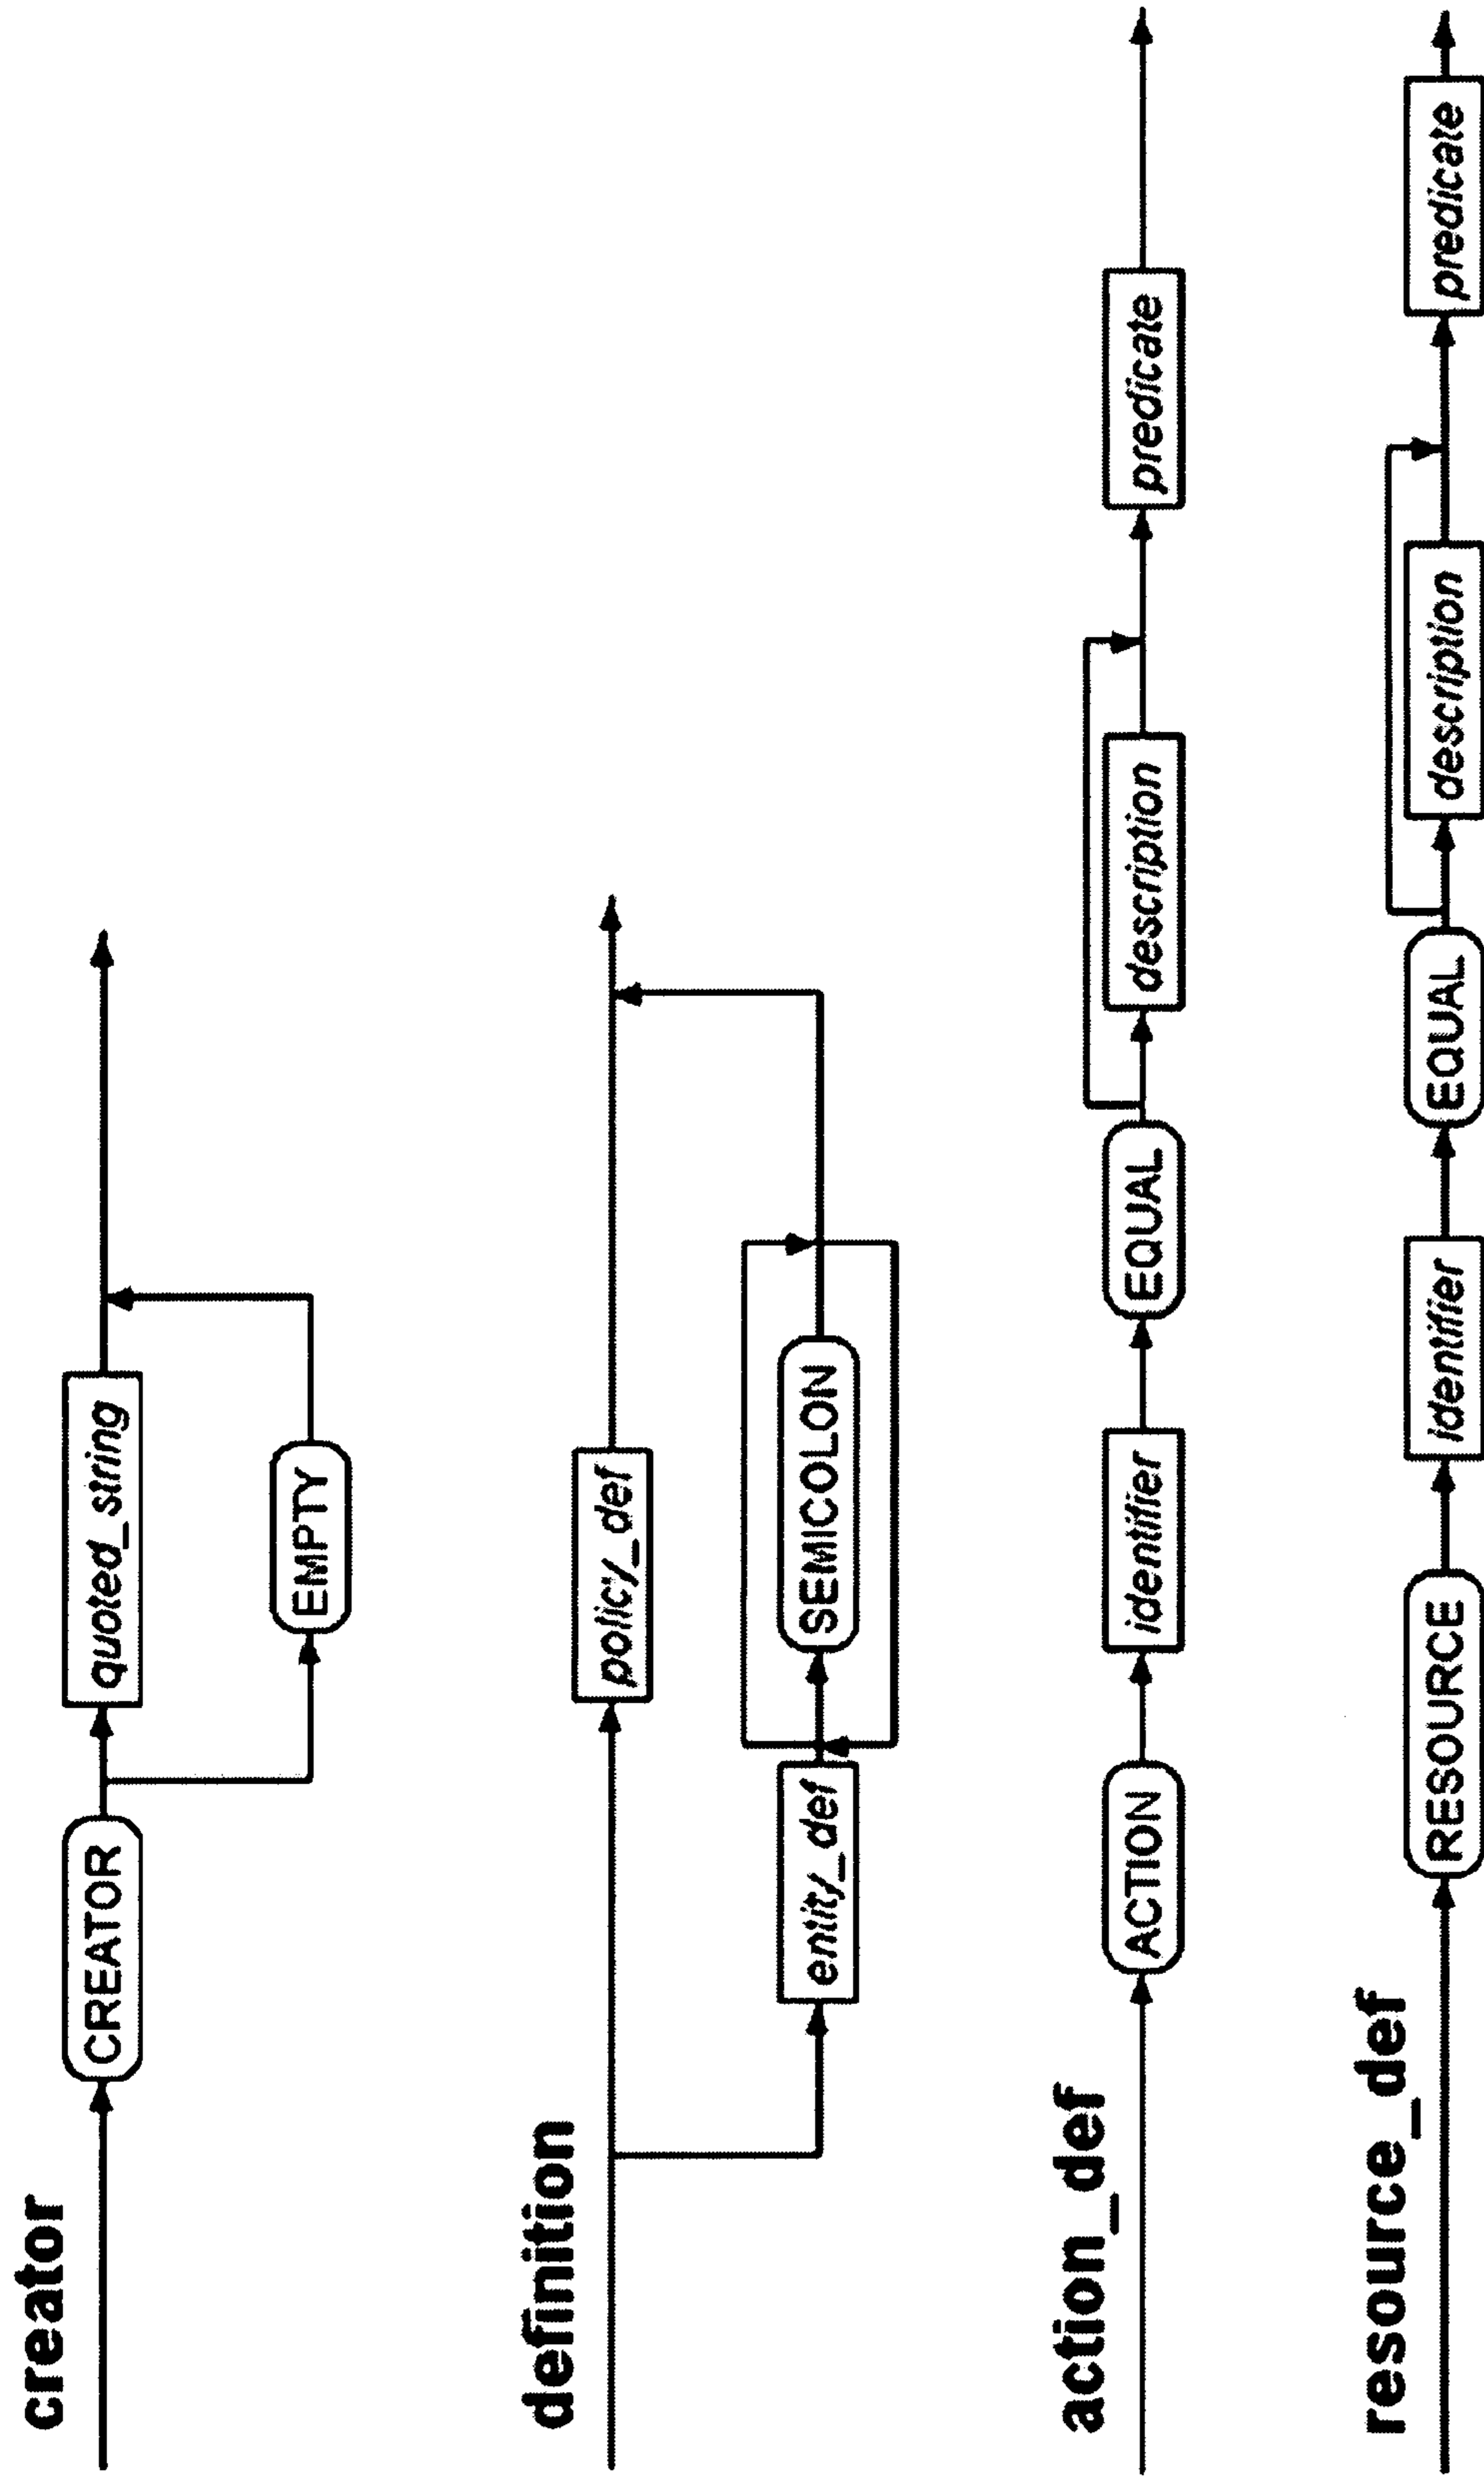 creator
CREATOR quoted_string
EMPTY
definition
policy_def
entity_def SEMICOLON
action_def
ACTION identifier EQUAL description predicate
resource_def
RESOURCE identifier EQUAL description predicate